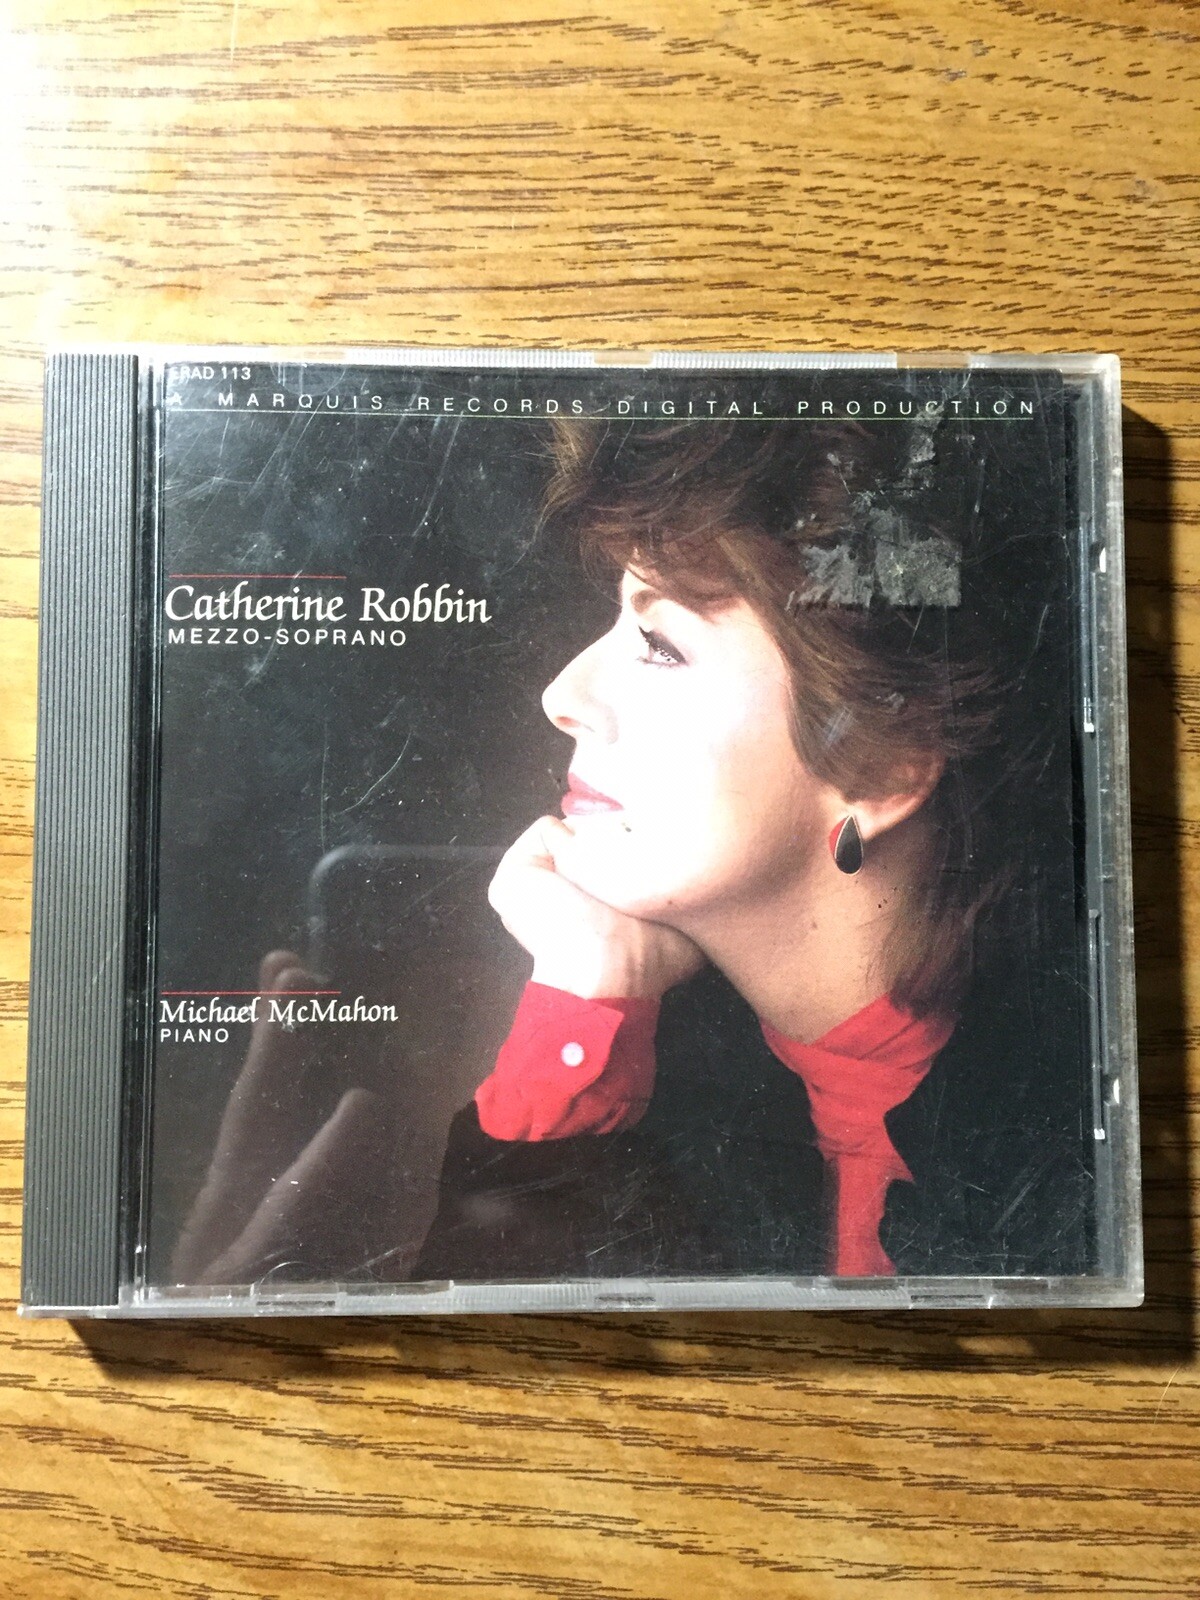 ERAD 113
A MARQUIS RECORDS DIGITAL PRODUCTION
Catherine Robbin
MEZZO-SOPRANO
Michael McMahon
PIANO